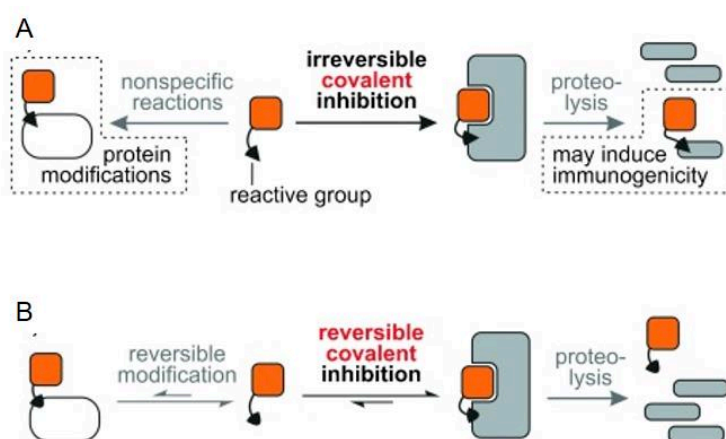 A
nonspecific
reactions
irreversible
covalent
inhibition
proteo-
lysis
protein
modifications
reactive group
may induce
immunogenicity
B
reversible
modification
reversible
covalent
inhibition
proteo-
lysis